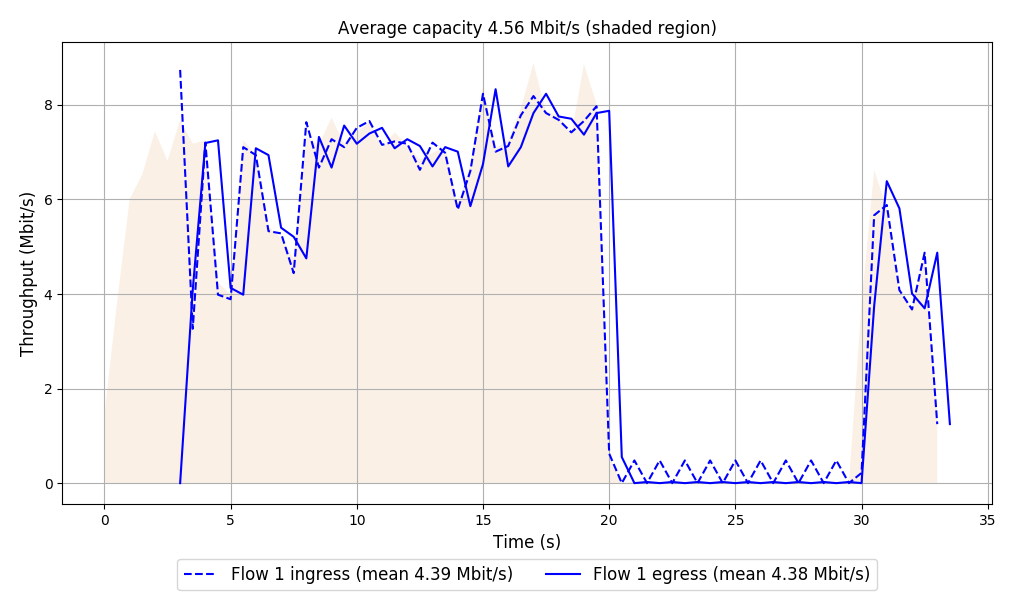 Average capacity 4.56 Mbit/s (shaded region)
Throughput (Mbit/s)
8
6
4
2
0
0 5 10 15 20 25 30 35
Time (s)
Flow 1 ingress (mean 4.39 Mbit/s) Flow 1 egress (mean 4.38 Mbit/s)